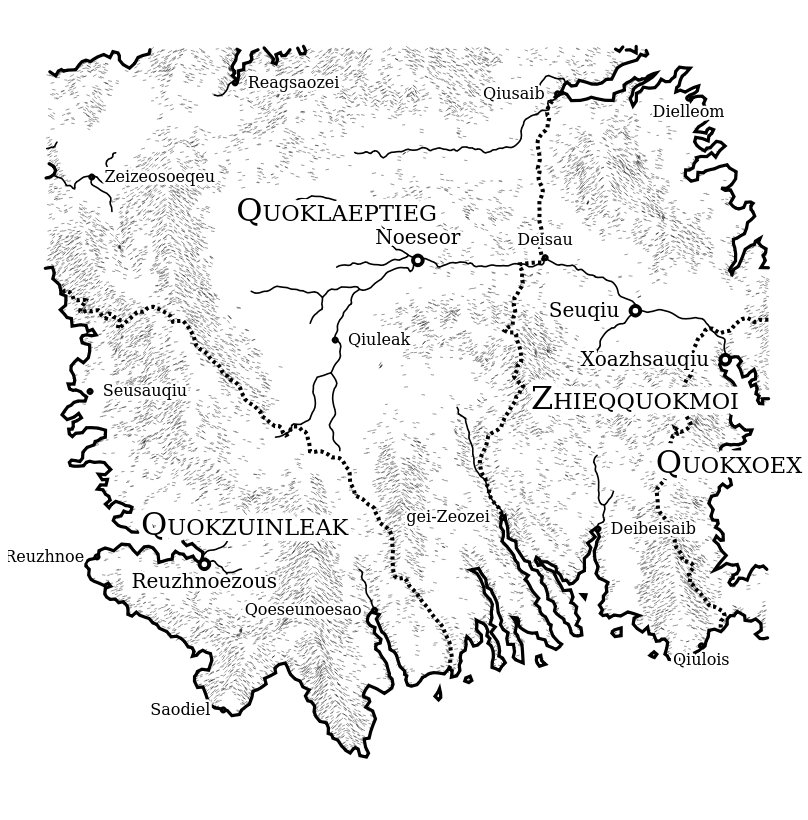 Reagsaozei
Qiusaib
Dielleom
Zeizeosoeqeu
QUOKLAEPTIEG
Noeseor
Deisau
Seuqiu
Qiuleak
Xoazhsauqiu
Seusauqiu
ZHIEQQUOKMOI
QUOKXOEX
gei-Zeozei
QUOKZUINLEAK
Deibeisaib
Reuzhnoe
Reuzhnoezous
Qoeseunoesao
Qiulois
Saodiel